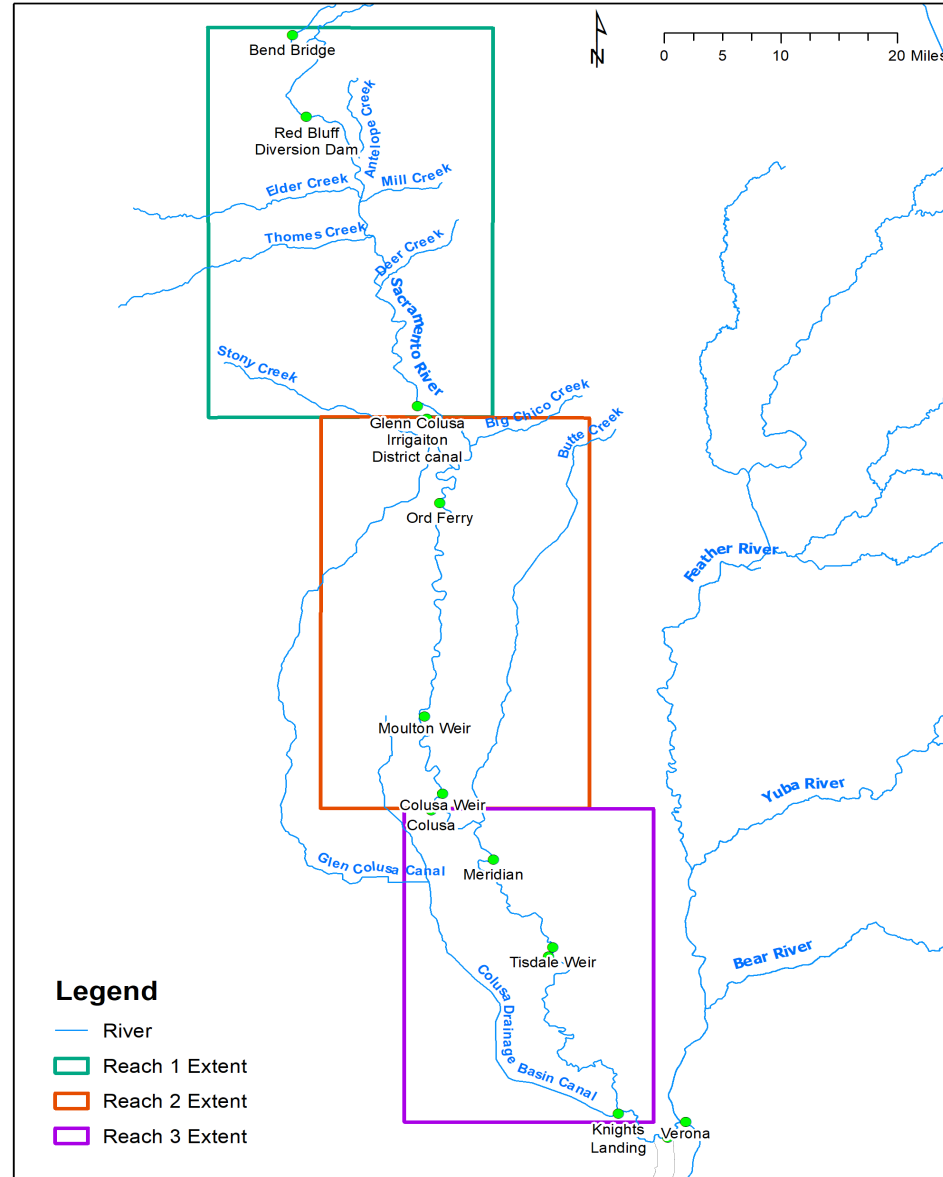 Bend Bridge
N
0 5 10 20 Miles
Antelope Creek
Red Bluff
Diversion Dam
Elder Creek
Mill Creek
Thomes Creek
Deer Creek
Sacramento River
Stony Creek
Big Chico Creek
Butte Creek
Glenn Colusa
Irrigaiton
District canal
Ord Ferry
Feather River
Moulton Weir
Yuba River
Colusa Weir
Colusa
Glen Colusa Canal
Meridian
Bear River
Tisdale Weir
Colusa Drainage Basin Canal
Knights
Landing
Verona
Legend
River
Reach 1 Extent
Reach 2 Extent
Reach 3 Extent